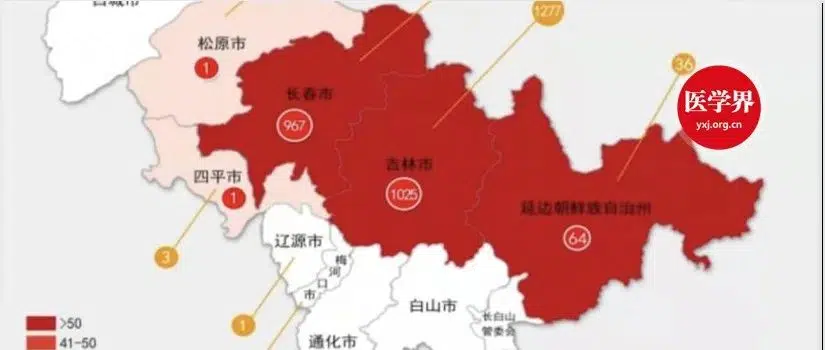 1277
松原市
1
36
长春市
医学界
yxj.org.cn
967
吉林市
四平市
1
1025
延边朝鲜族自治州
64
辽源市
梅
河
口
市
3
白山市
长白山
管委会
1
通化市
>50
41-50